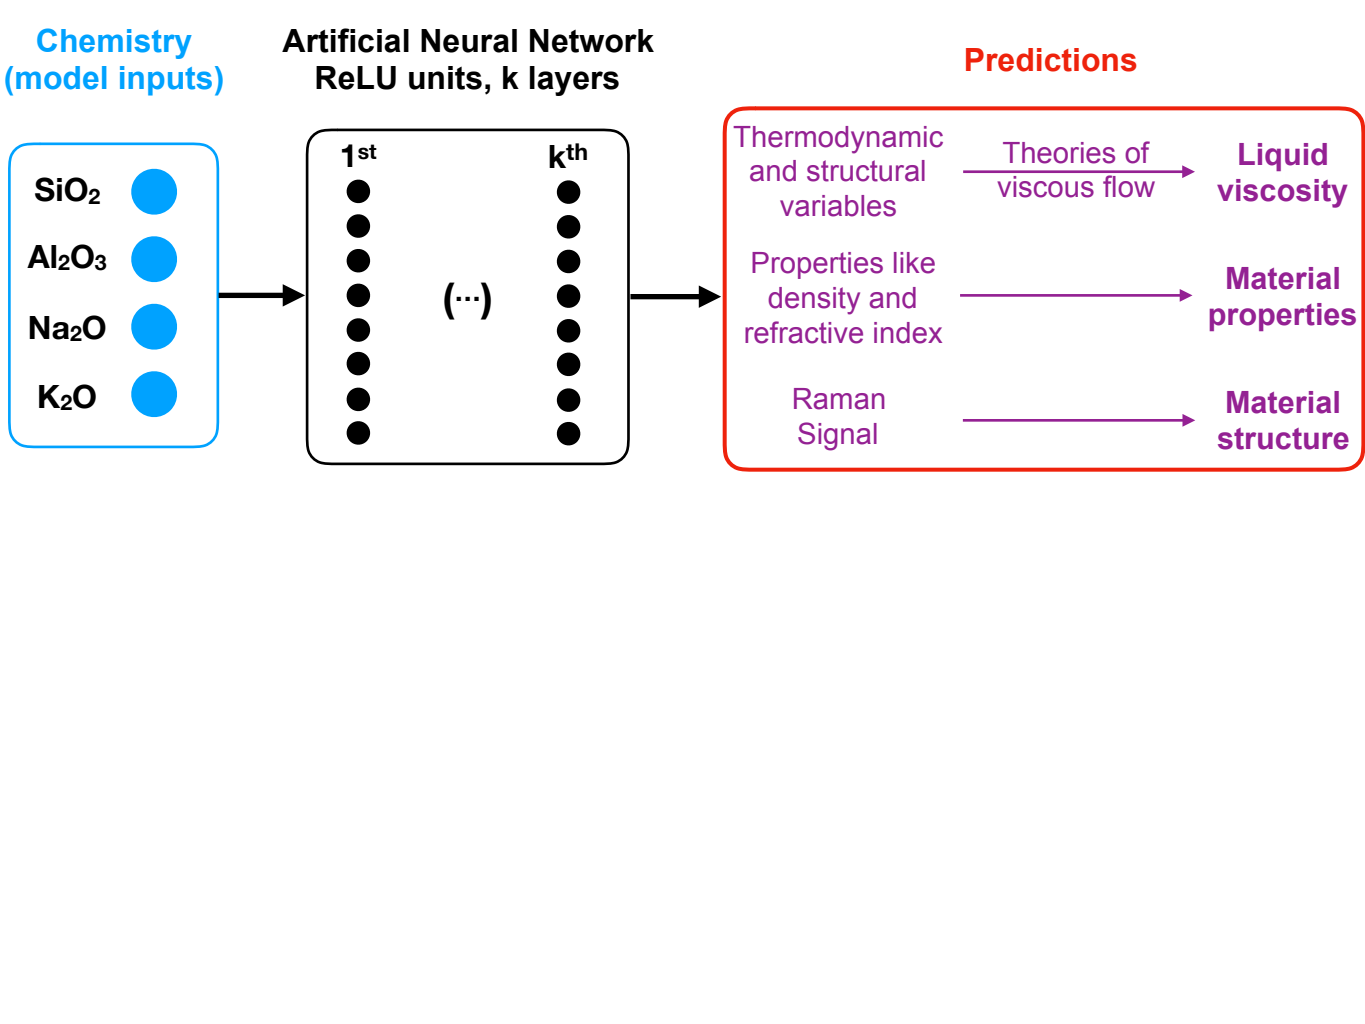 Chemistry
(model inputs)
SiO₂
Al₂O₃
Na₂O
K₂O
Artificial Neural Network
ReLU units, k layers
1ˢᵗ
kᵗʰ
(...)
Predictions
Thermodynamic
and structural
variables
Theories of
viscous flow
Liquid
viscosity
Properties like
density and
refractive index
Material
properties
Raman
Signal
Material
structure